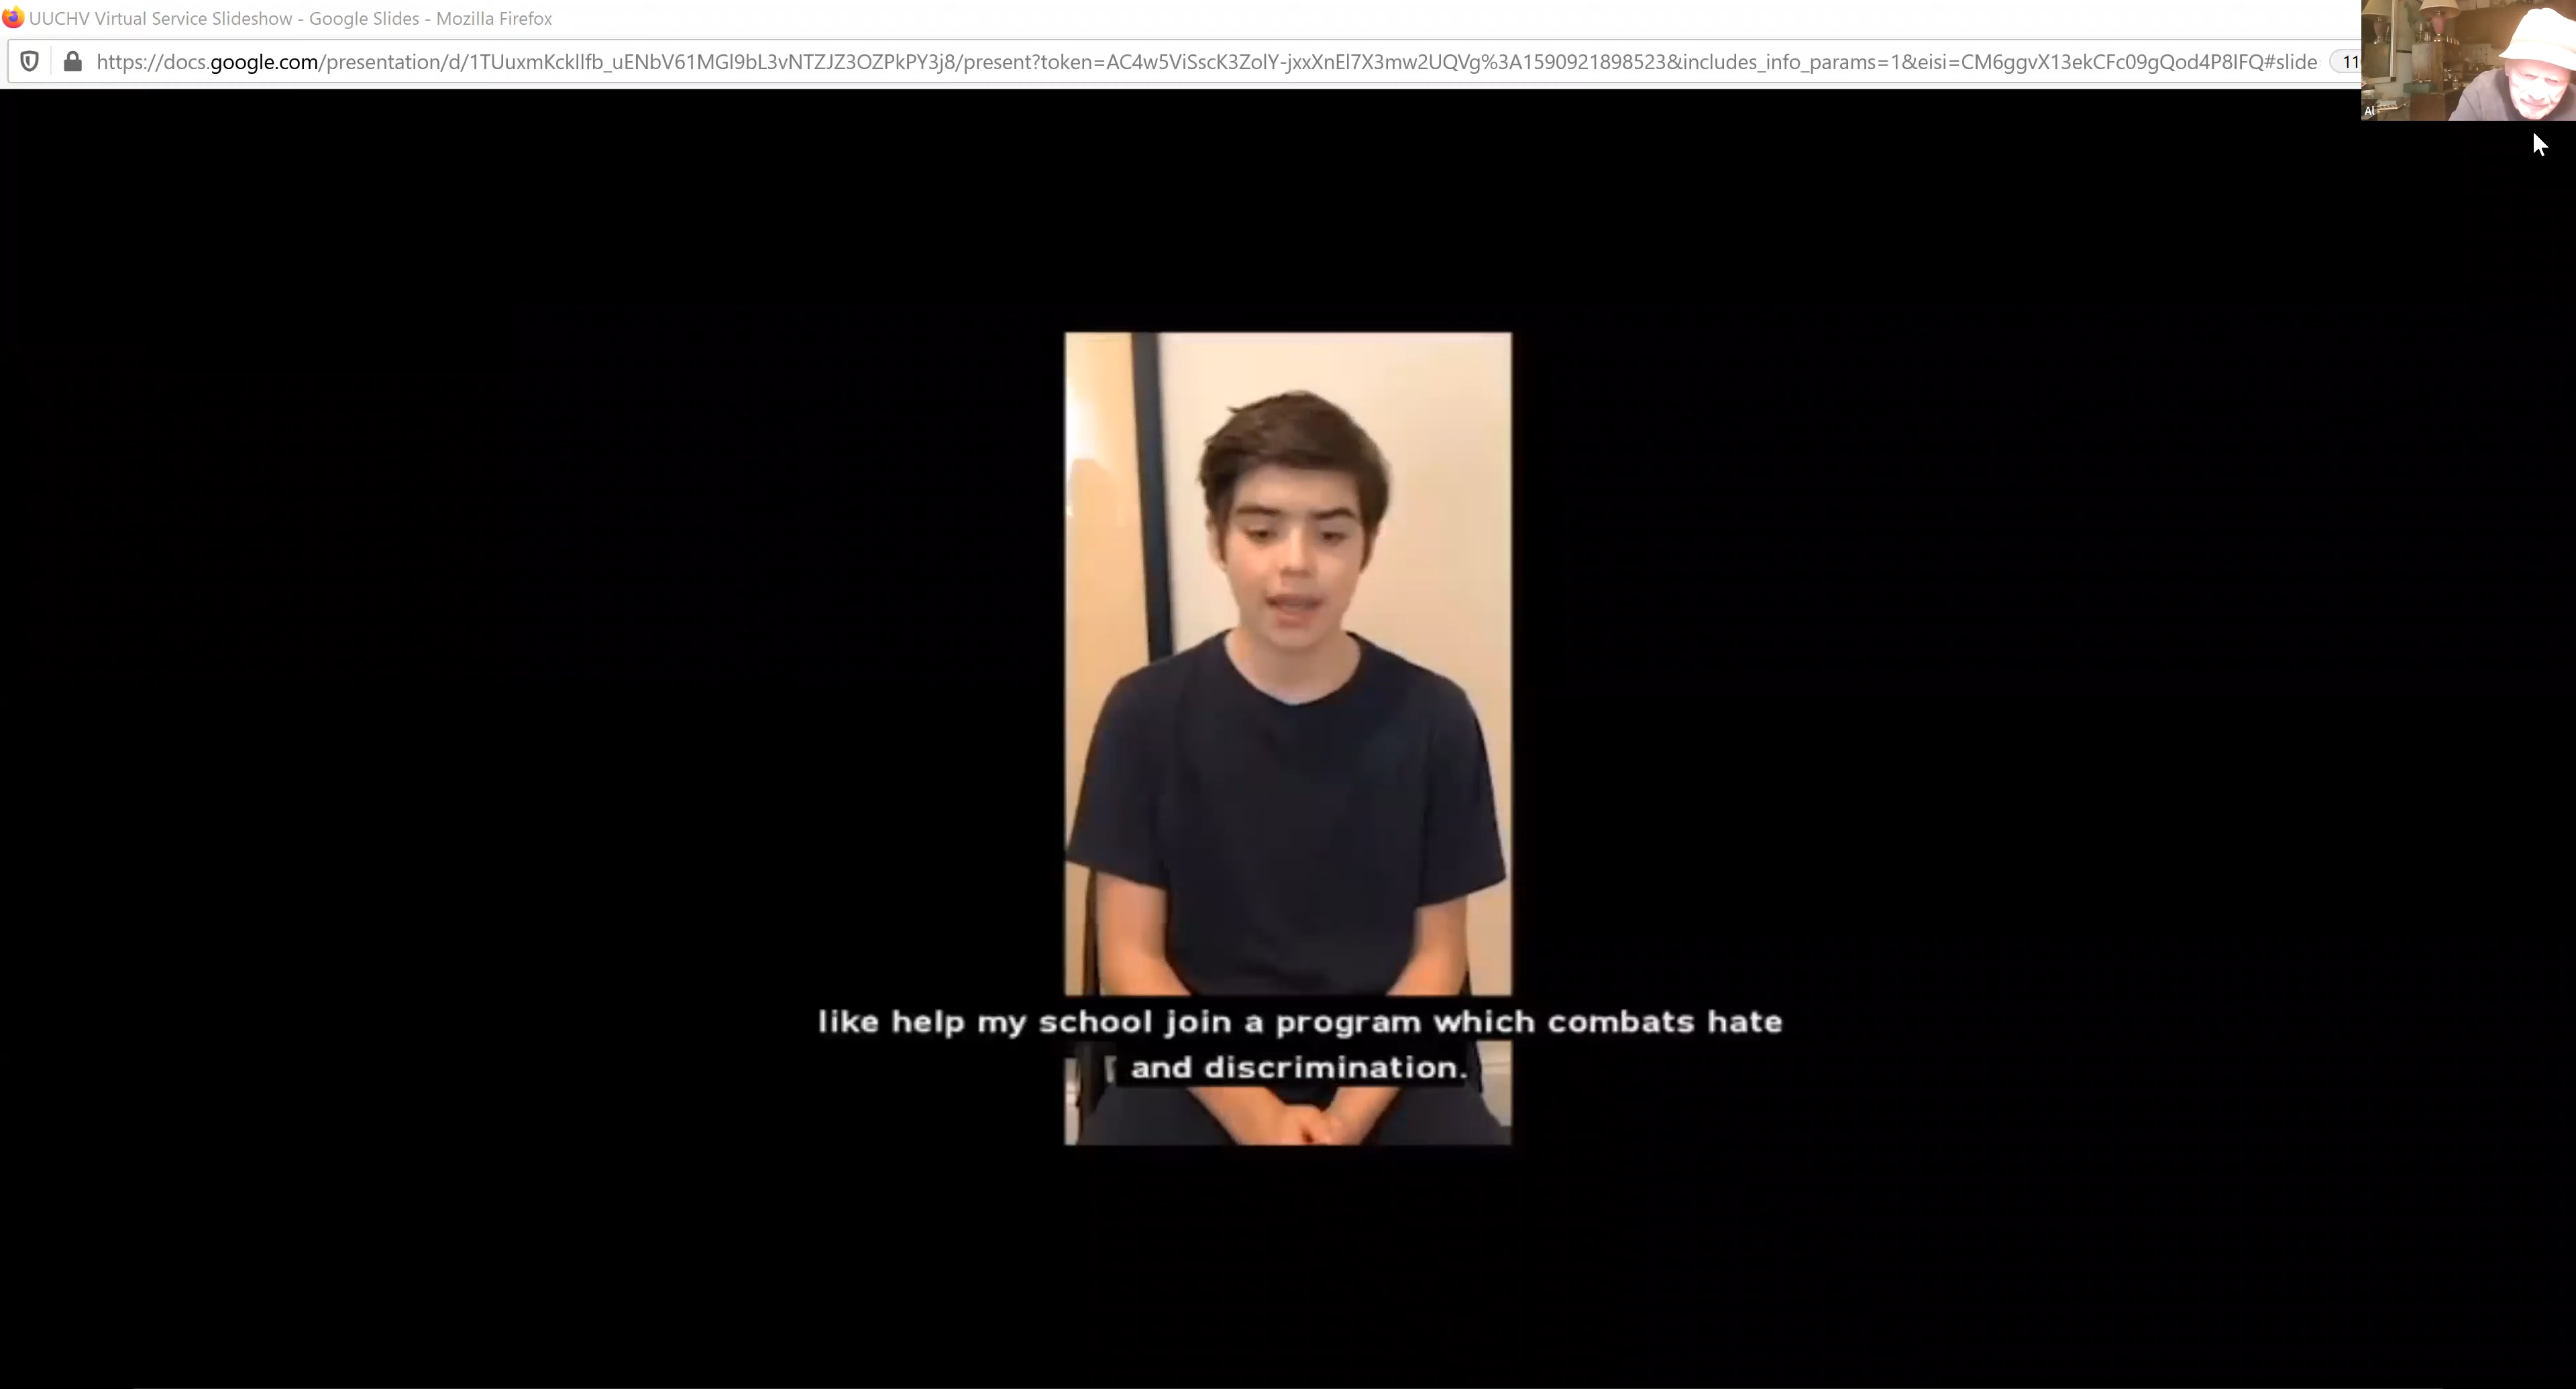 UUCHV Virtual Service Slideshow - Google Slides - Mozilla Firefox
https://docs.google.com/presentation/d/1TUuxmKckllfb_uENbV61MGl9bL3vNTZJZ3OZPkPY3j8/present?token=AC4w5ViSscK3ZolY-jxxXnEl7X3mw2UQVg%3A1590921898523&includes_info_params=1&eisi=CM6ggvX13ekCFc09gQod4P8IFQ#slide
Al
like help my school join a program which combats hate
and discrimination.